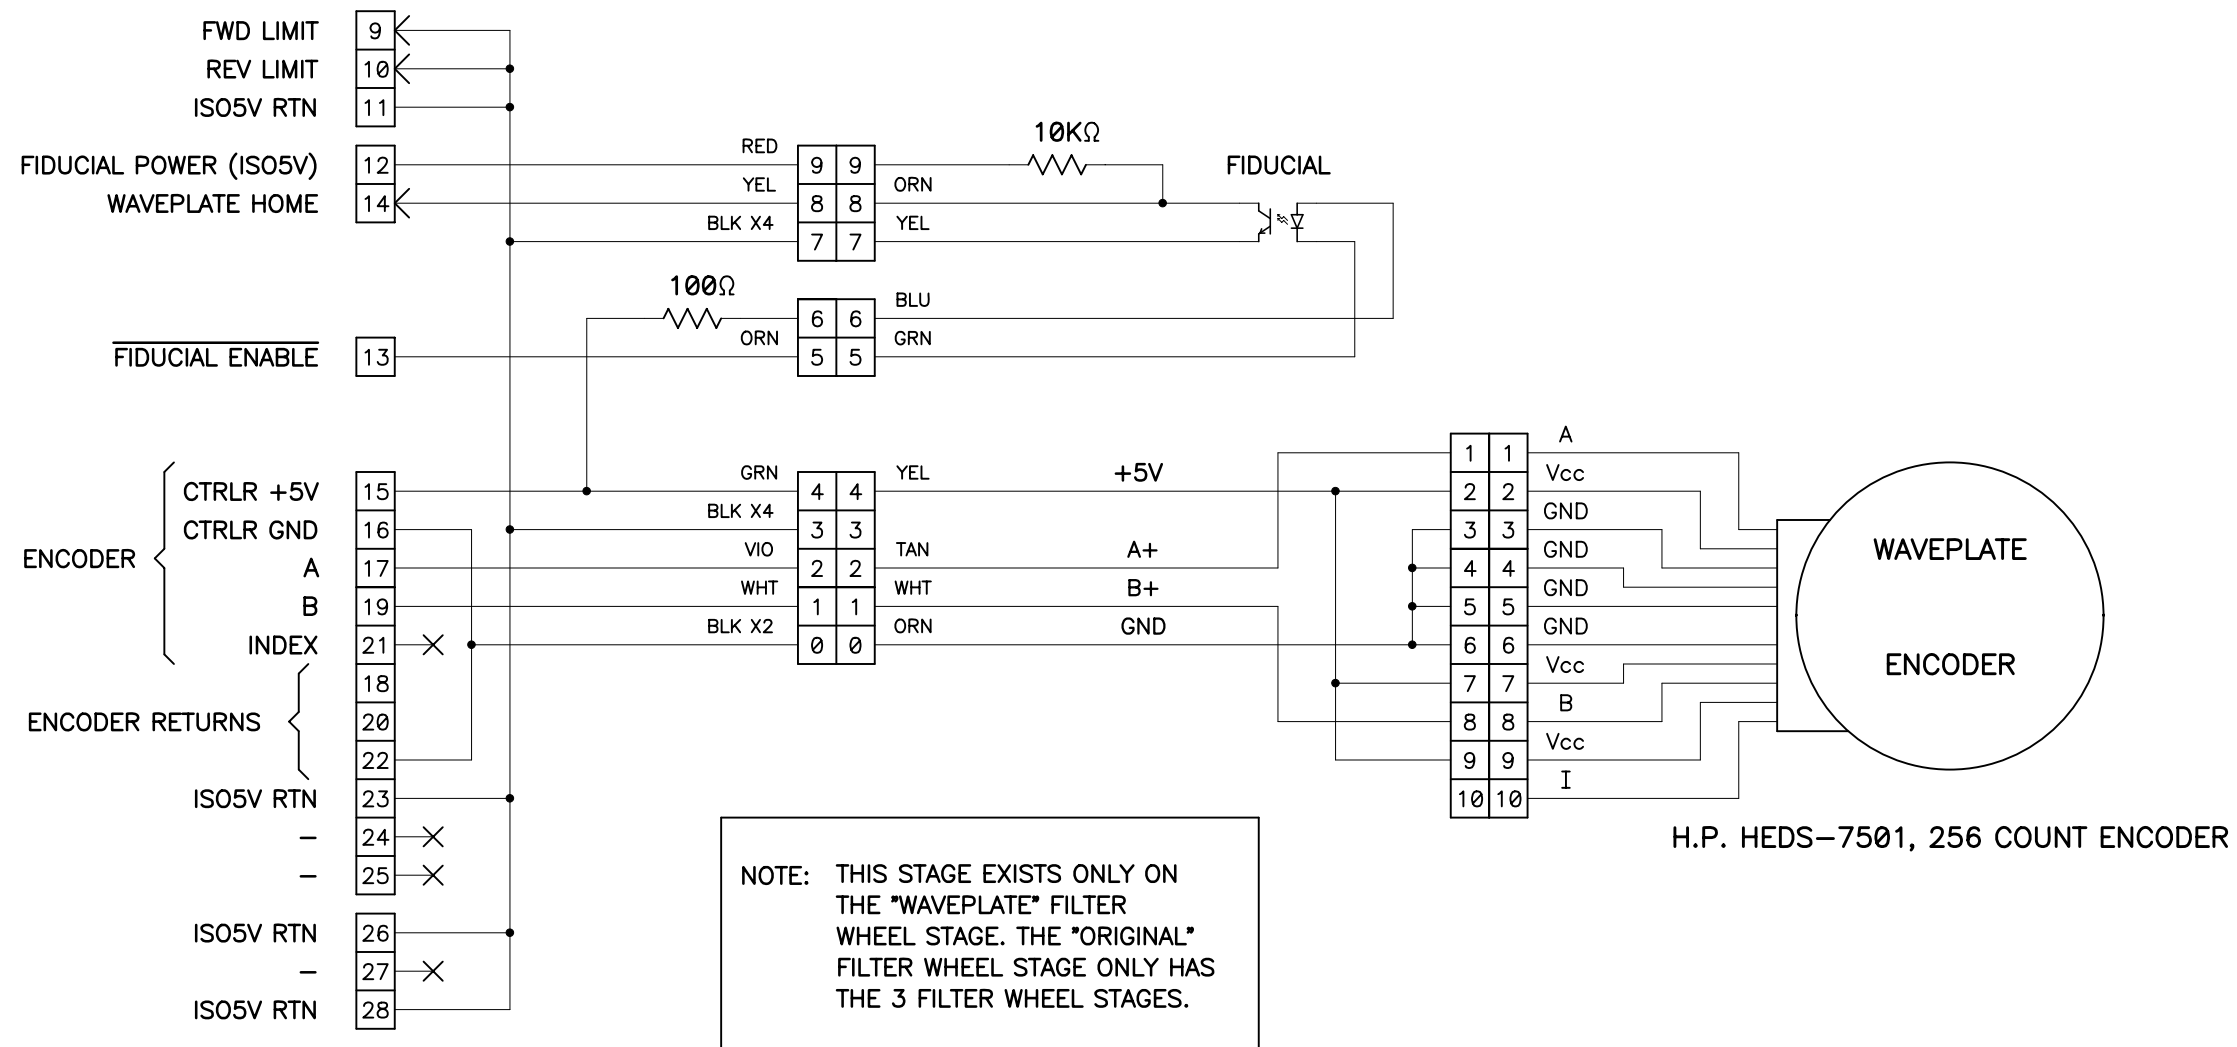 FWD LIMIT 9
REV LIMIT 10
ISO5V RTN 11
10KΩ
RED
FIDUCIAL POWER (ISO5V) 12 9 9 FIDUCIAL
YEL ORN
WAVEPLATE HOME 14 8 8
BLK X4 YEL
7 7
100Ω
BLU
6 6
ORN GRN
FIDUCIAL ENABLE 13 5 5
A
1 1
GRN YEL +5V Vcc
CTRLR +5V 15 4 4 2 2
BLK X4 GND
CTRLR GND 16 3 3 3 3
VIO TAN A+ GND
WAVEPLATE
ENCODER
A 17 2 2 4 4
WHT WHT B+ GND
B 19 1 1 5 5
BLK X2 ORN GND GND
INDEX 21 0 0 6 6
Vcc
ENCODER
18 7 7
B
ENCODER RETURNS 20 8 8
Vcc
22 9 9
I
ISO5V RTN 23 10 10
– 24
H.P. HEDS–7501, 256 COUNT ENCODER
– 25
NOTE: THIS STAGE EXISTS ONLY ON
THE "WAVEPLATE" FILTER
WHEEL STAGE. THE "ORIGINAL"
FILTER WHEEL STAGE ONLY HAS
THE 3 FILTER WHEEL STAGES.
ISO5V RTN 26
– 27
ISO5V RTN 28